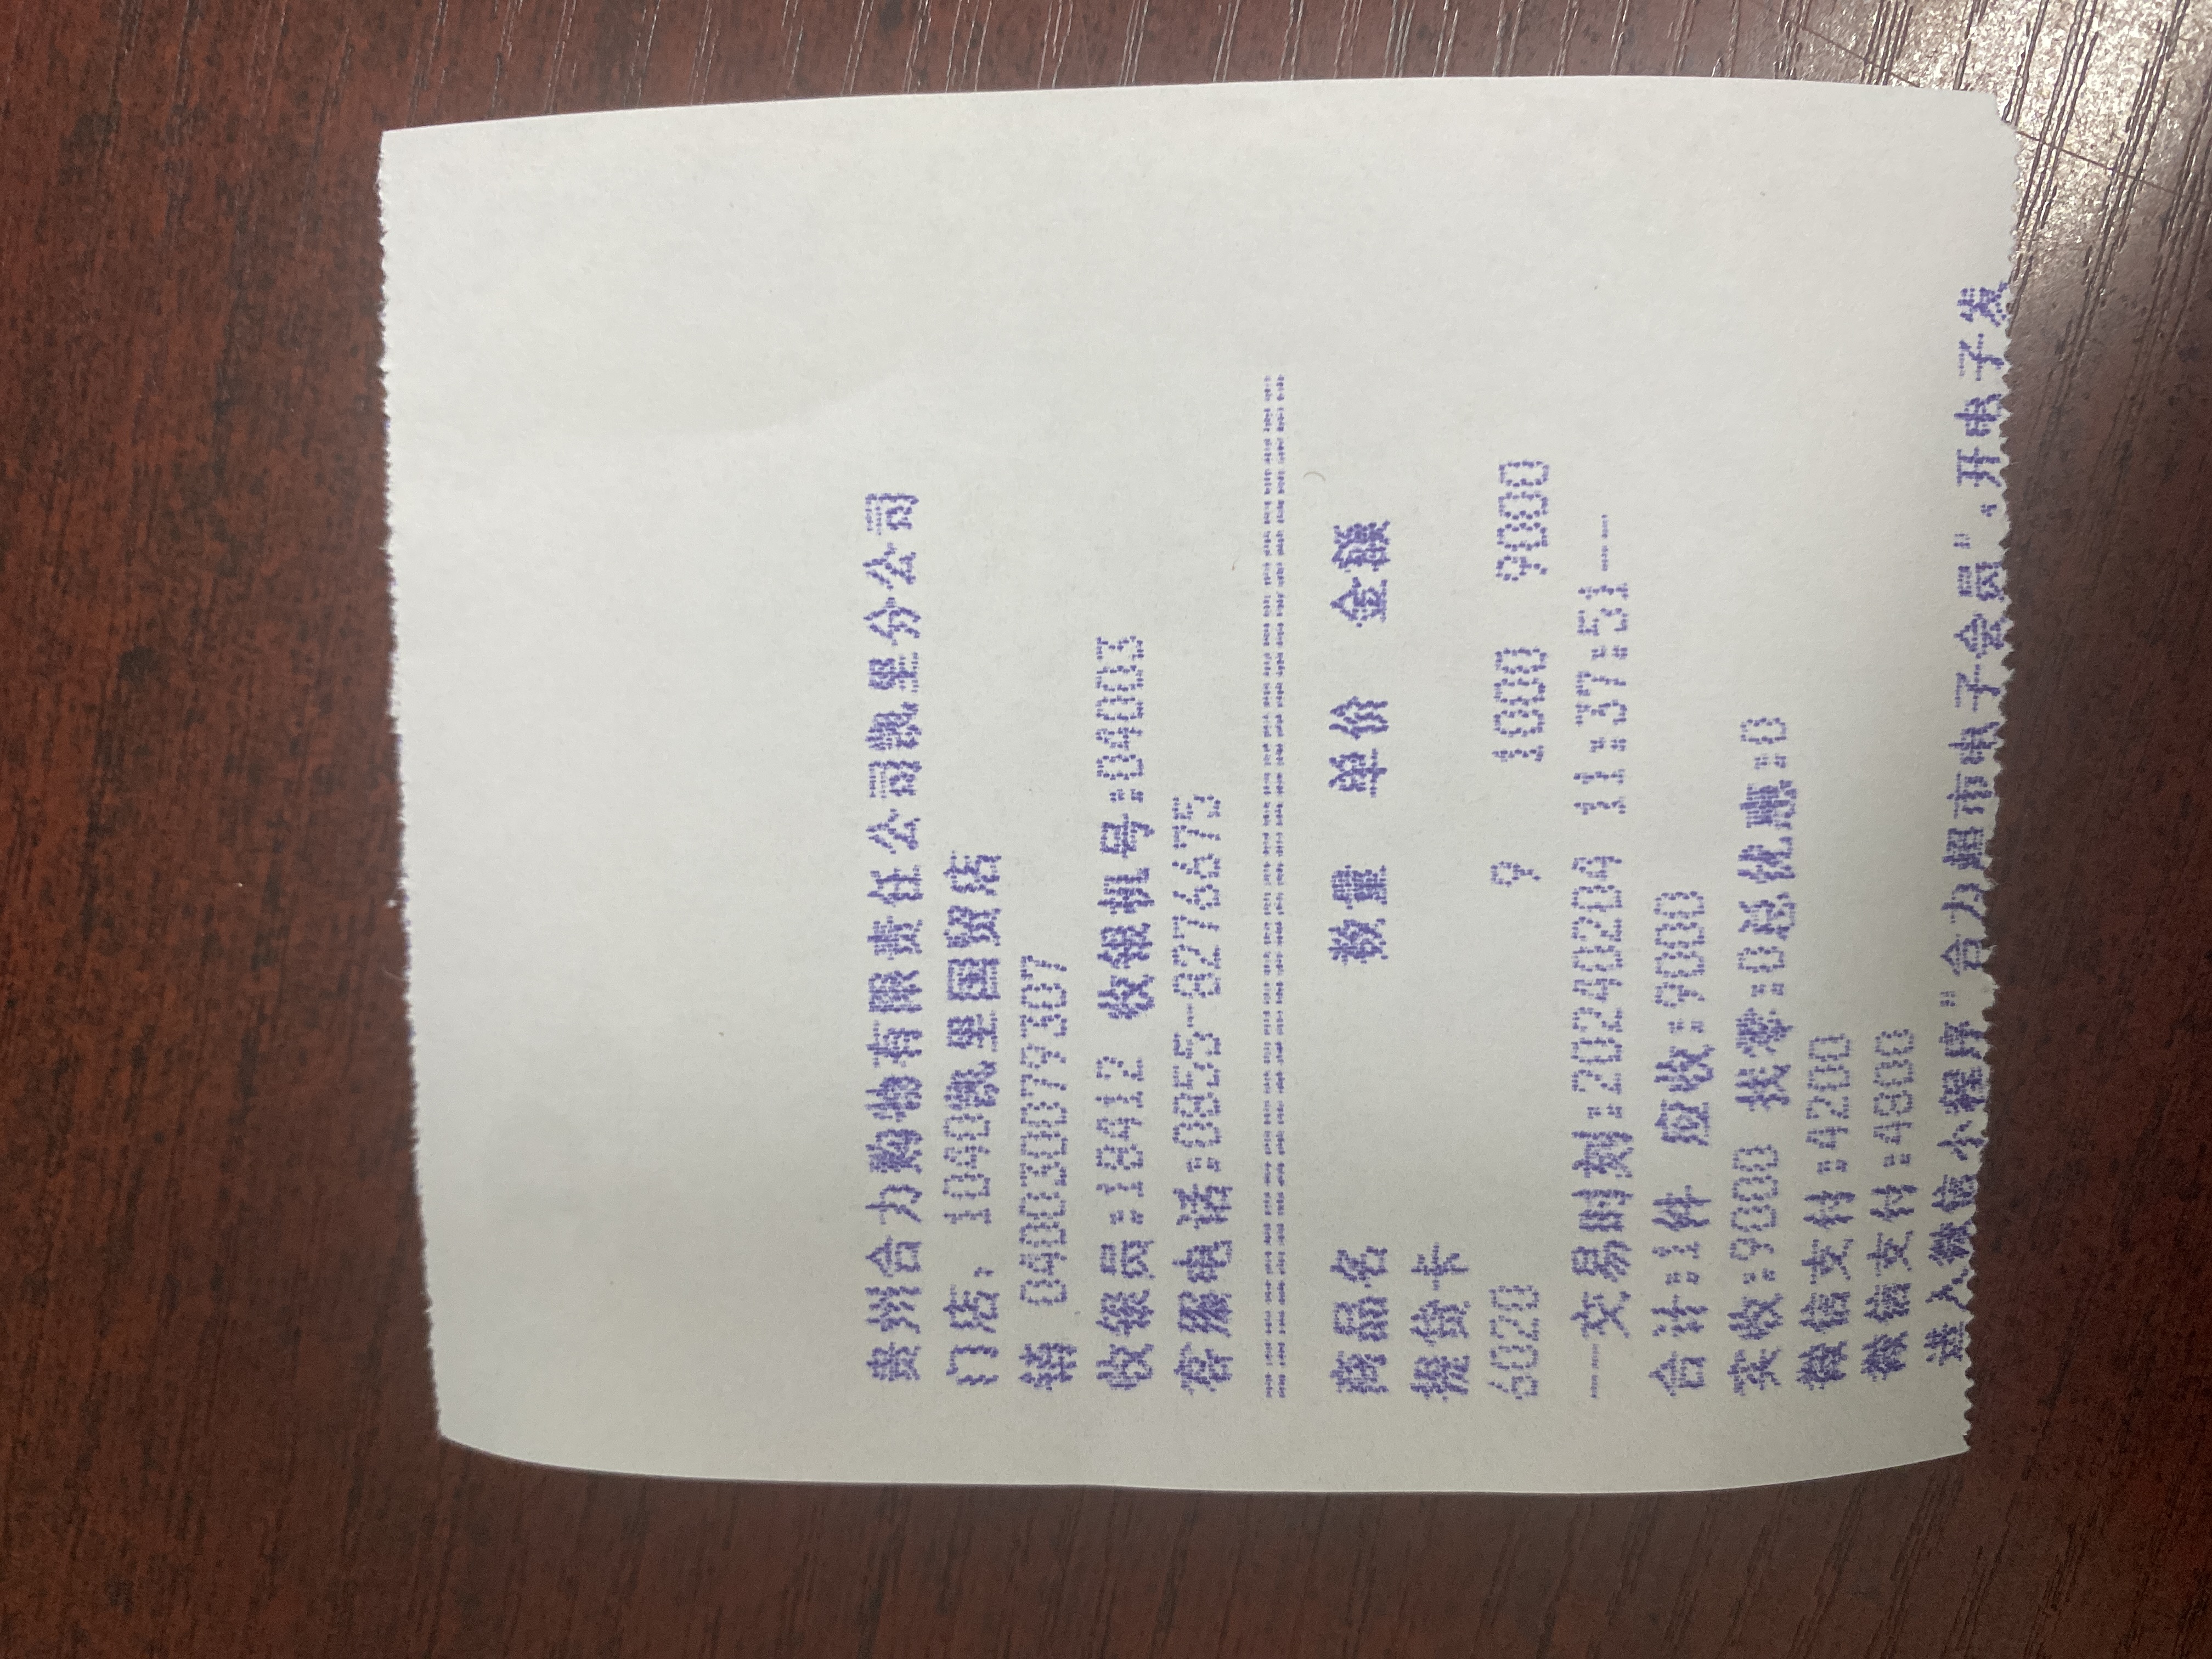 贵州合力购物有限责任公司凯里分公司
门店, 1040凯里国贸店
销 040030079307
收银员:18412 收银机号:04003
客服电话:0855-8276675
========================================
商品名 数量 单价 金额
提货卡
6020 9 1000 9000
--交易时刻:20240204 11:37:51--
合计:1件 应收:9000
实收:9000 找零:0总优惠:0
微信支付:4200
微信支付:4800
进入微信小程序"合力超市电子会员",开电子发